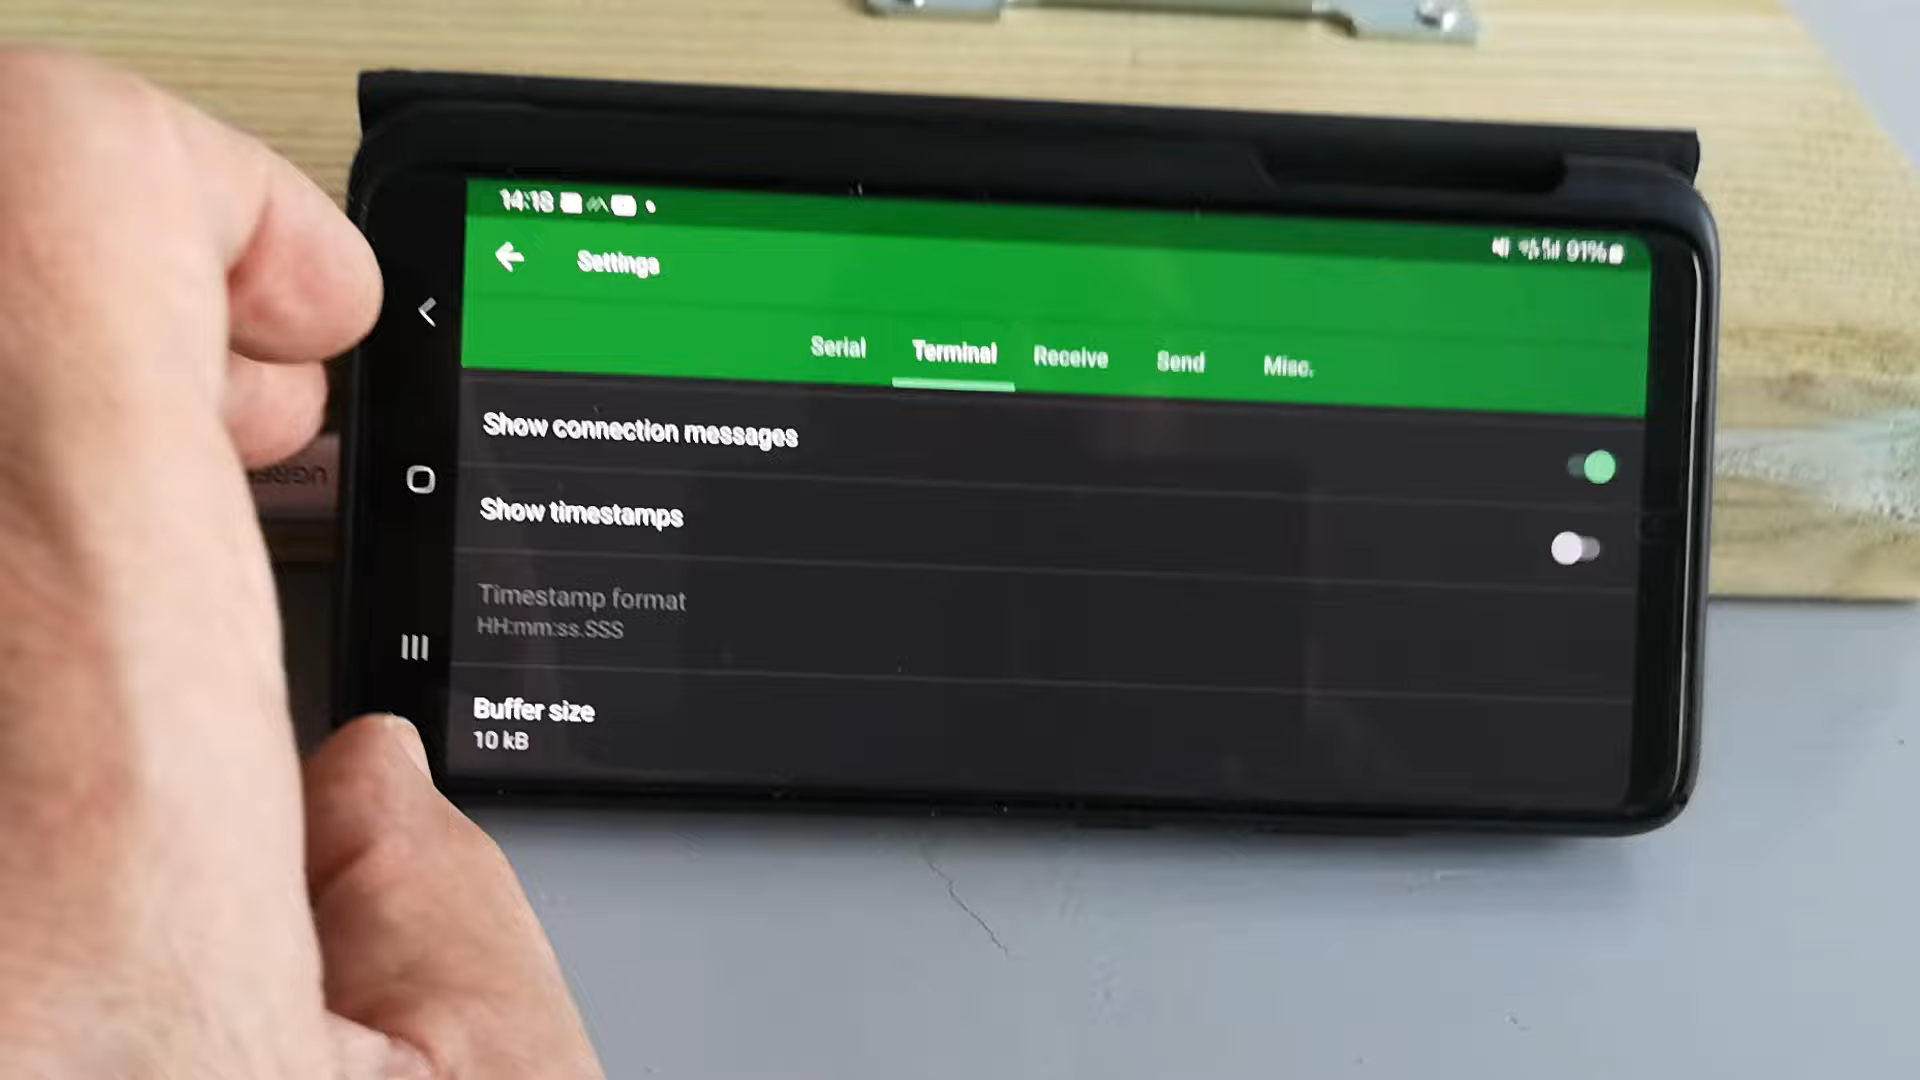 14:18
91%
Settings
Serial Terminal Receive Send Misc.
Show connection messages
Show timestamps
Timestamp format
HH:mm:ss.SSS
Buffer size
10 kB
UGREEN